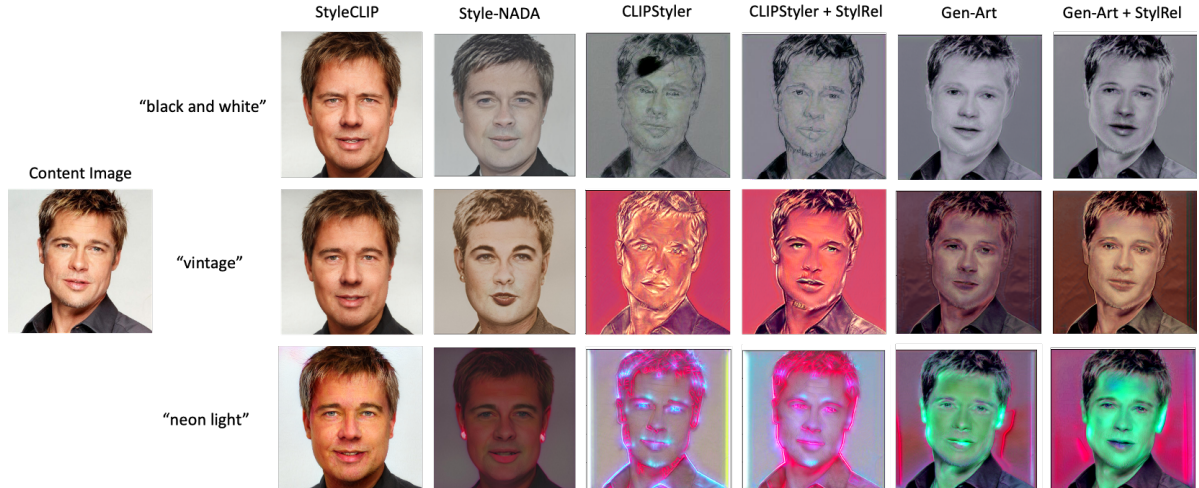 StyleCLIP Style-NADA CLIPStyler CLIPStyler + StylRel Gen-Art Gen-Art + StylRel
“black and white”
Content Image
“vintage”
“neon light”